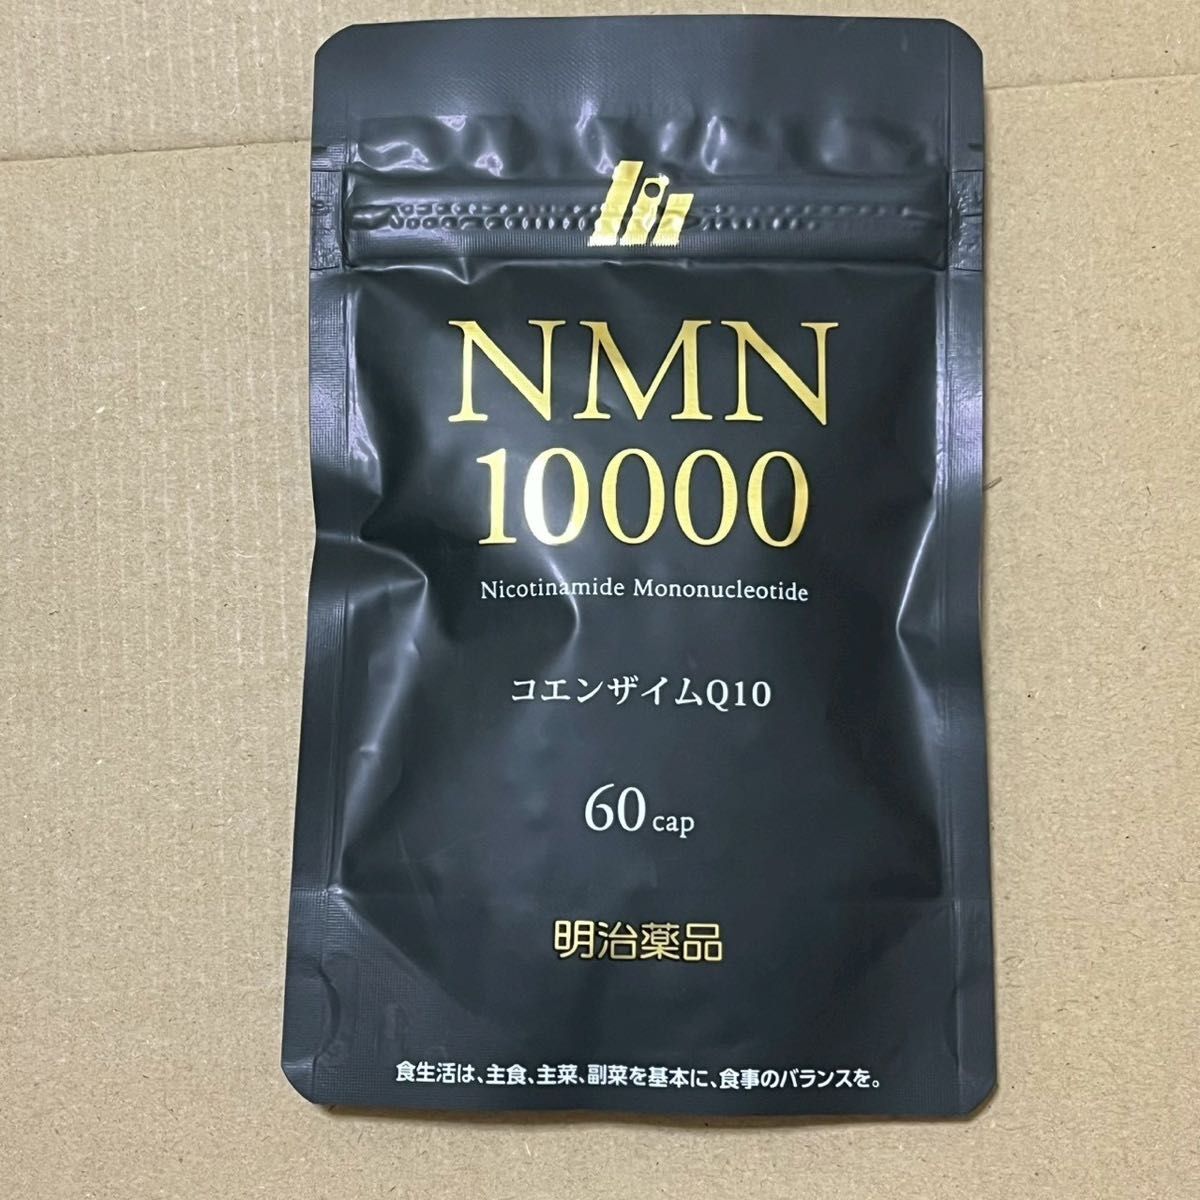 NMN
10000
Nicotinamide Mononucleotide
コエンザイムQ10
60 cap
明治薬品
食生活は、主食、主菜、副菜を基本に、食事のバランスを。